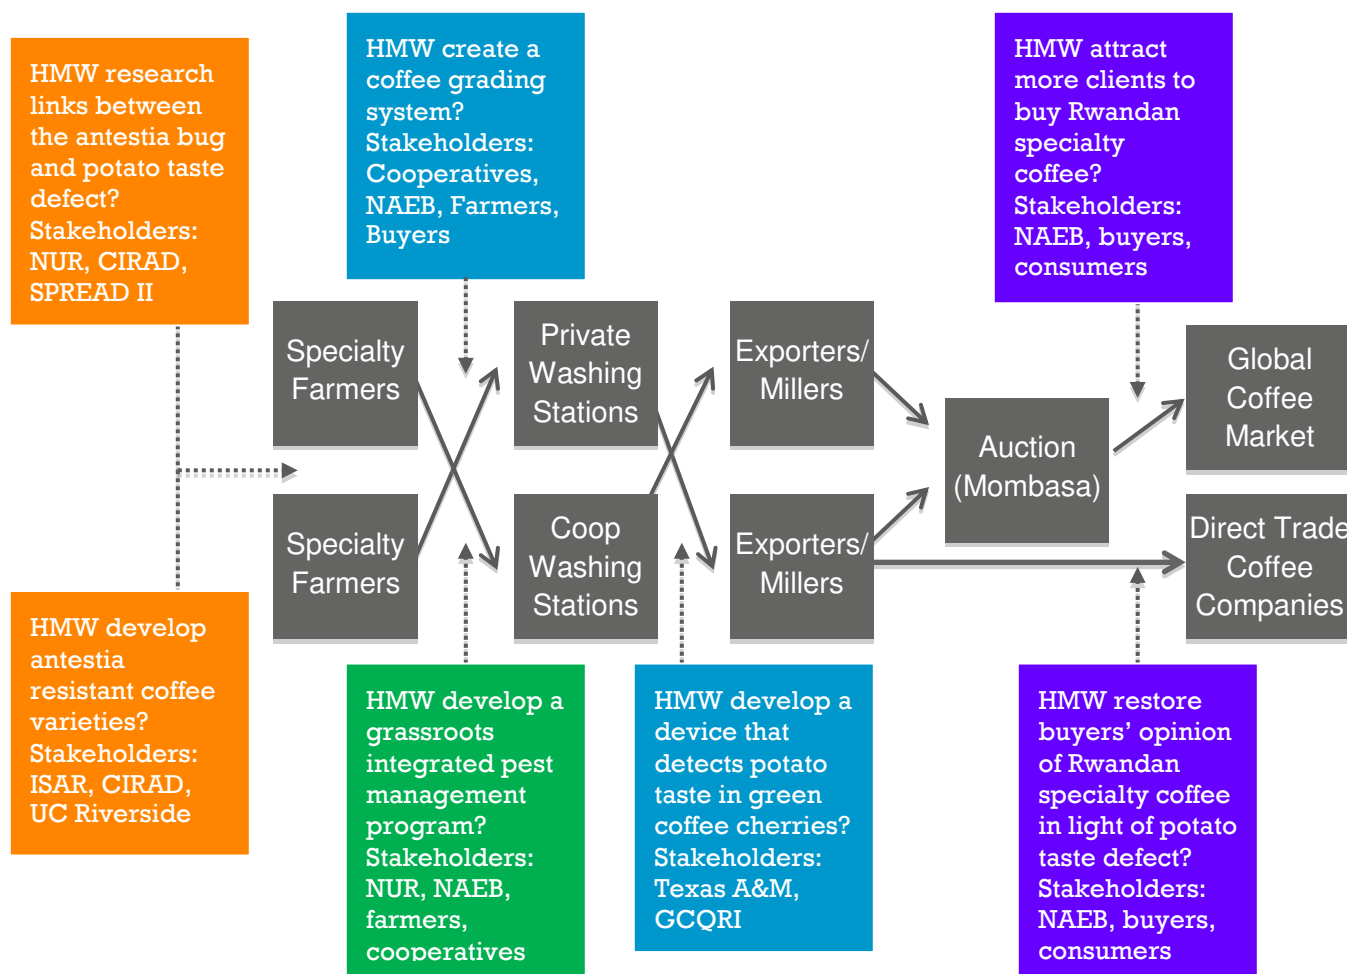 HMW research
links between
the antestia bug
and potato taste
defect?
Stakeholders:
NUR, CIRAD,
SPREAD II
HMW create a
coffee grading
system?
Stakeholders:
Cooperatives,
NAEB, Farmers,
Buyers
HMW attract
more clients to
buy Rwandan
specialty
coffee?
Stakeholders:
NAEB, buyers,
consumers
Specialty
Farmers
Private
Washing
Stations
Exporters/
Millers
Auction
(Mombasa)
Global
Coffee
Market
Specialty
Farmers
Coop
Washing
Stations
Exporters/
Millers
Direct Trade
Coffee
Companies
HMW develop
antestia
resistant coffee
varieties?
Stakeholders:
ISAR, CIRAD,
UC Riverside
HMW develop a
grassroots
integrated pest
management
program?
Stakeholders:
NUR, NAEB,
farmers,
cooperatives
HMW develop a
device that
detects potato
taste in green
coffee cherries?
Stakeholders:
Texas A&M,
GCQRI
HMW restore
buyers’ opinion
of Rwandan
specialty coffee
in light of potato
taste defect?
Stakeholders:
NAEB, buyers,
consumers